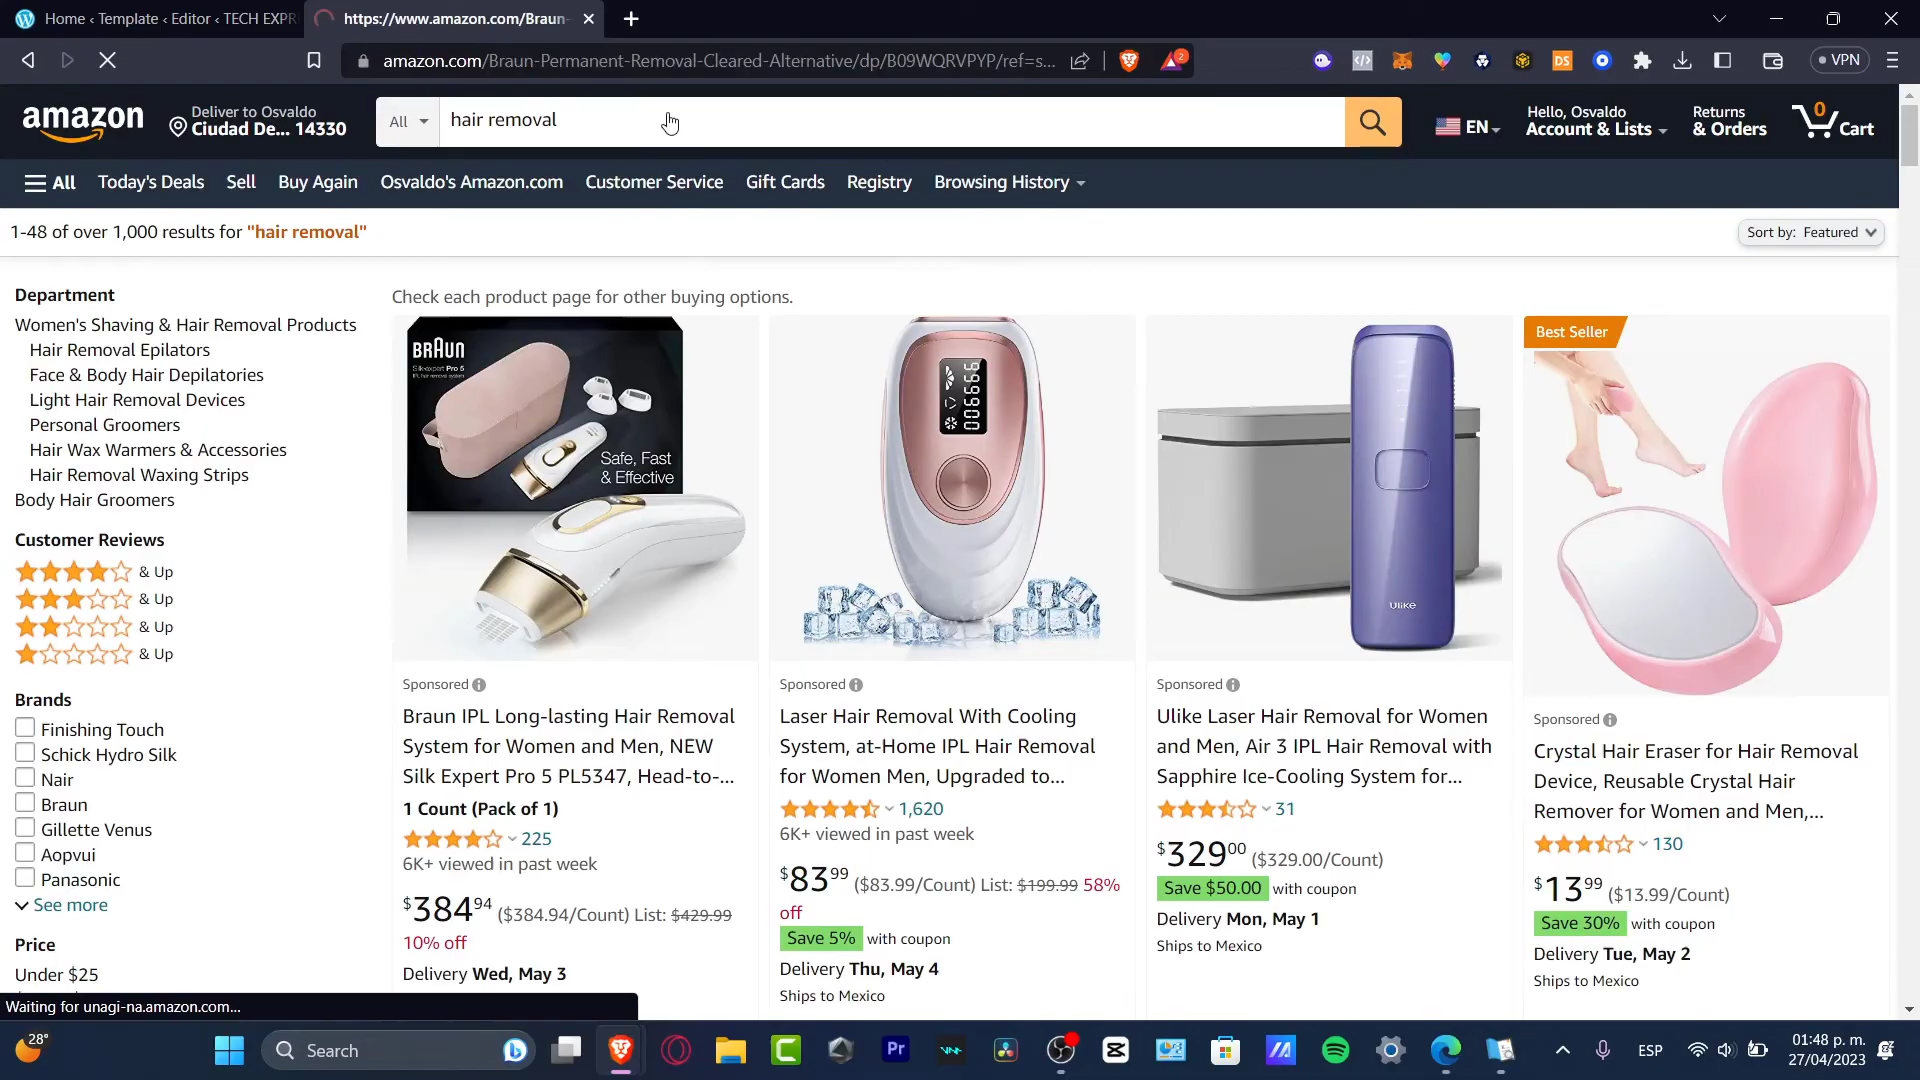 Home ‹ Template ‹ Editor ‹ TECH EXPR
https://www.amazon.com/Braun-
amazon.com/Braun-Permanent-Removal-Cleared-Alternative/dp/B09WQRVPYP/ref=s...
2
DS
VPN
amazon
Deliver to Osvaldo
Ciudad De... 14330
All
hair removal
EN
Hello, Osvaldo
Account & Lists
Returns
& Orders
0
Cart
All
Today's Deals
Sell
Buy Again
Osvaldo's Amazon.com
Customer Service
Gift Cards
Registry
Browsing History
1-48 of over 1,000 results for "hair removal"
Sort by: Featured
Department
Women's Shaving & Hair Removal Products
Hair Removal Epilators
Face & Body Hair Depilatories
Light Hair Removal Devices
Personal Groomers
Hair Wax Warmers & Accessories
Hair Removal Waxing Strips
Body Hair Groomers
Customer Reviews
& Up
& Up
& Up
& Up
Brands
Finishing Touch
Schick Hydro Silk
Nair
Braun
Gillette Venus
Aopvui
Panasonic
See more
Price
Under $25
Check each product page for other buying options.
BRAUN
Silk·expert Pro 5
IPL hair removal system
Safe, Fast
& Effective
Sponsored
Braun IPL Long-lasting Hair Removal
System for Women and Men, NEW
Silk Expert Pro 5 PL5347, Head-to-...
1 Count (Pack of 1)
225
6K+ viewed in past week
$384 94 ($384.94/Count) List: $429.99
10% off
Delivery Wed, May 3
Sponsored
Laser Hair Removal With Cooling
System, at-Home IPL Hair Removal
for Women Men, Upgraded to...
1,620
6K+ viewed in past week
$83 99 ($83.99/Count) List: $199.99 58%
off
Save 5% with coupon
Delivery Thu, May 4
Ships to Mexico
Ulike
Sponsored
Ulike Laser Hair Removal for Women
and Men, Air 3 IPL Hair Removal with
Sapphire Ice-Cooling System for...
31
$329 00 ($329.00/Count)
Save $50.00 with coupon
Delivery Mon, May 1
Ships to Mexico
Best Seller
Sponsored
Crystal Hair Eraser for Hair Removal
Device, Reusable Crystal Hair
Remover for Women and Men,...
130
$13 99 ($13.99/Count)
Save 30% with coupon
Delivery Tue, May 2
Ships to Mexico
Waiting for unagi-na.amazon.com...
28°
Search
Pr
ESP
01:48 p. m.
27/04/2023